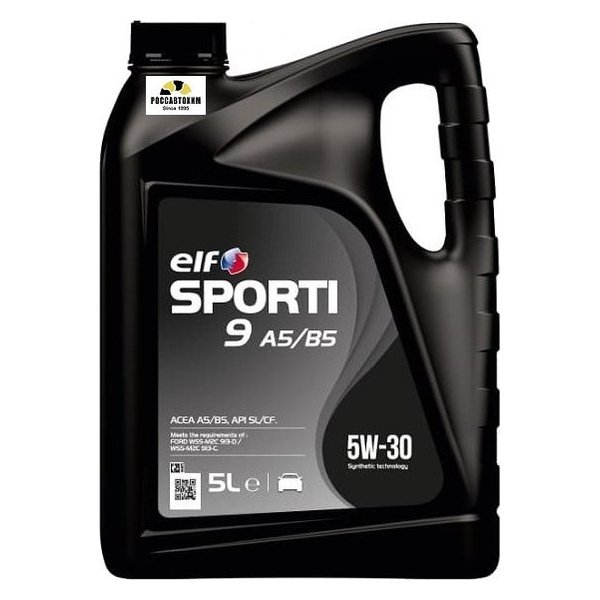 РОССАВТОХИМ
Since 1995
elf
SPORTI
9 A5/B5
ACEA A5/B5, API SL/CF.
Meets the requirements of :
FORD WSS-M2C 913-D /
WSS-M2C 913-C.
5W-30
Synthetic technology
5L e